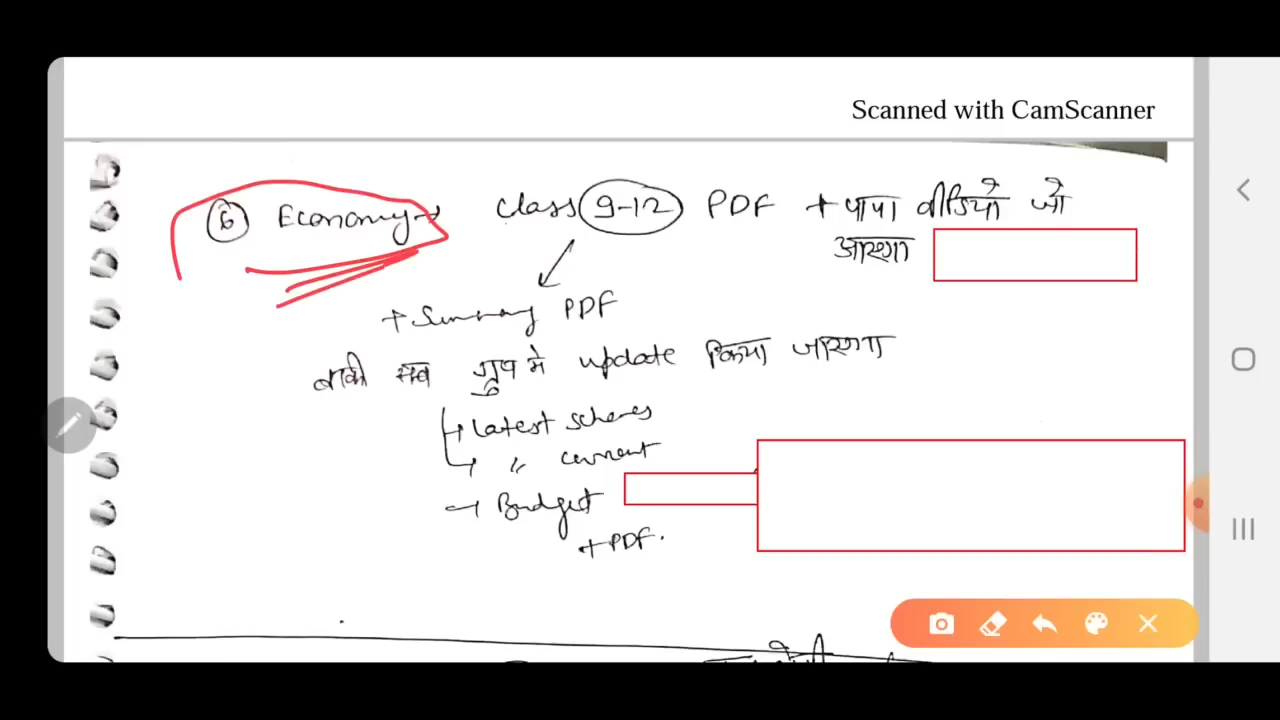 Scanned with CamScanner
⑥ Economy → class 9-12 PDF + पापा वीडियो जो
आएगा
+ Summary PDF
बाकी सब ग्रुप मे update किया जाएगा
→ Latest schemes
→ " current
→ Budget
+ PDF.